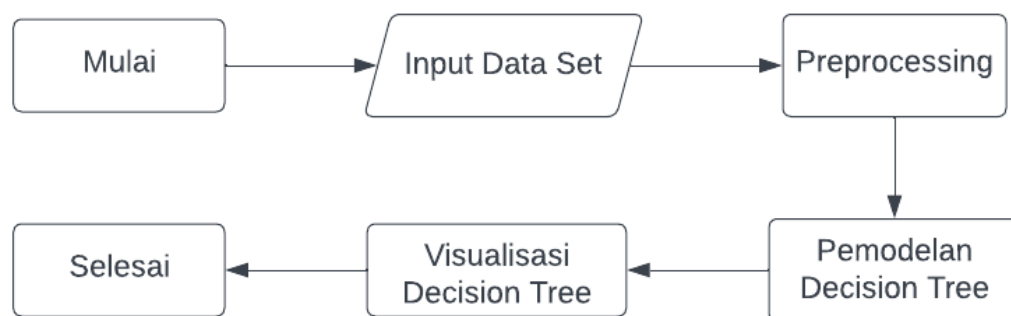 Mulai
Input Data Set
Preprocessing
Pemodelan
Decision Tree
Visualisasi
Decision Tree
Selesai